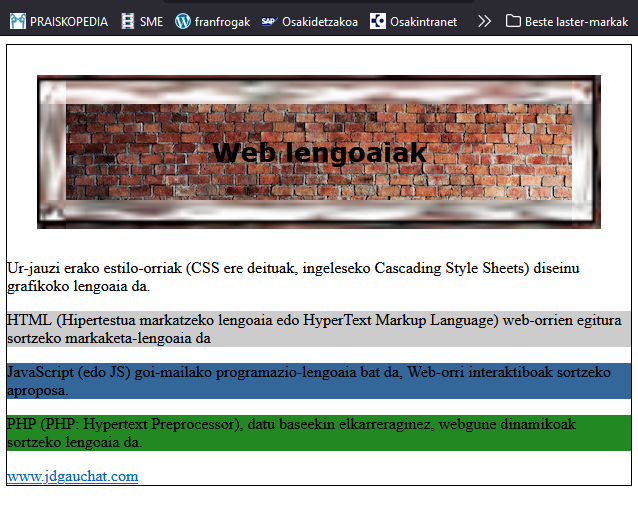 PRAISKOPEDIA SME franfrogak Osakidetzakoa Osakintranet Beste laster-markak
Web lengoaiak
Ur-jauzi erako estilo-orriak (CSS ere deituak, ingeleseko Cascading Style Sheets) diseinu
grafikoko lengoaia da.
HTML (Hipertestua markatzeko lengoaia edo HyperText Markup Language) web-orrien egitura
sortzeko markaketa-lengoaia da
JavaScript (edo JS) goi-mailako programazio-lengoaia bat da, Web-orri interaktiboak sortzeko
aproposa.
PHP (PHP: Hypertext Preprocessor), datu baseekin elkarreraginez, webgune dinamikoak
sortzeko lengoaia da.
www.jdgauchat.com